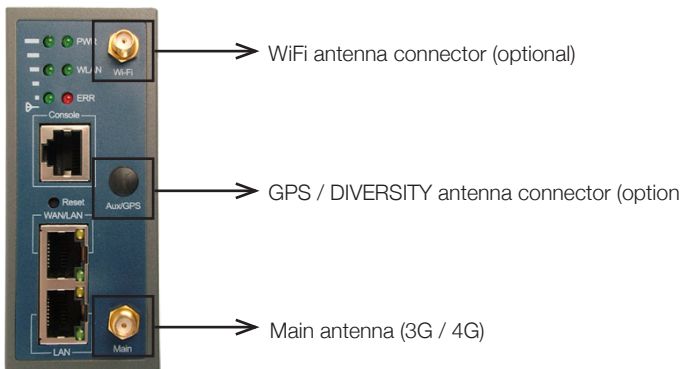 PWR
WiFi antenna connector (optional)
WLAN
Wi-Fi
ERR
Console
GPS / DIVERSITY antenna connector (option
Reset
Aux/GPS
WAN/LAN
Main antenna (3G / 4G)
LAN
Main